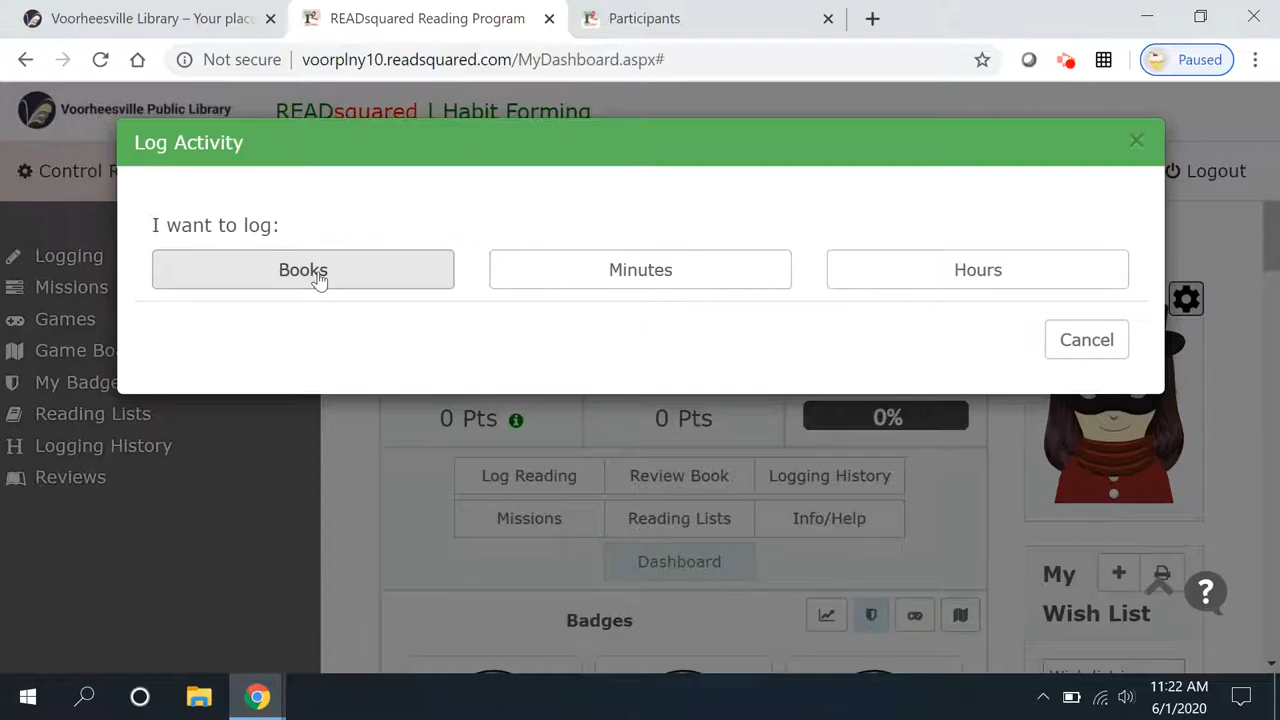 Voorheesville Library – Your place
READsquared Reading Program
Participants
Not secure
voorplny10.readsquared.com/MyDashboard.aspx#
Paused
Voorheesville Public Library
READsquared | Habit Forming
Log Activity
Control R
Logout
I want to log:
Books
Minutes
Hours
Cancel
Logging
Missions
Games
Game Boa
My Badge
Reading Lists
Logging History
Reviews
0 Pts
0 Pts
0%
Log Reading
Review Book
Logging History
Missions
Reading Lists
Info/Help
Dashboard
Badges
My
Wish List
?
11:22 AM
6/1/2020